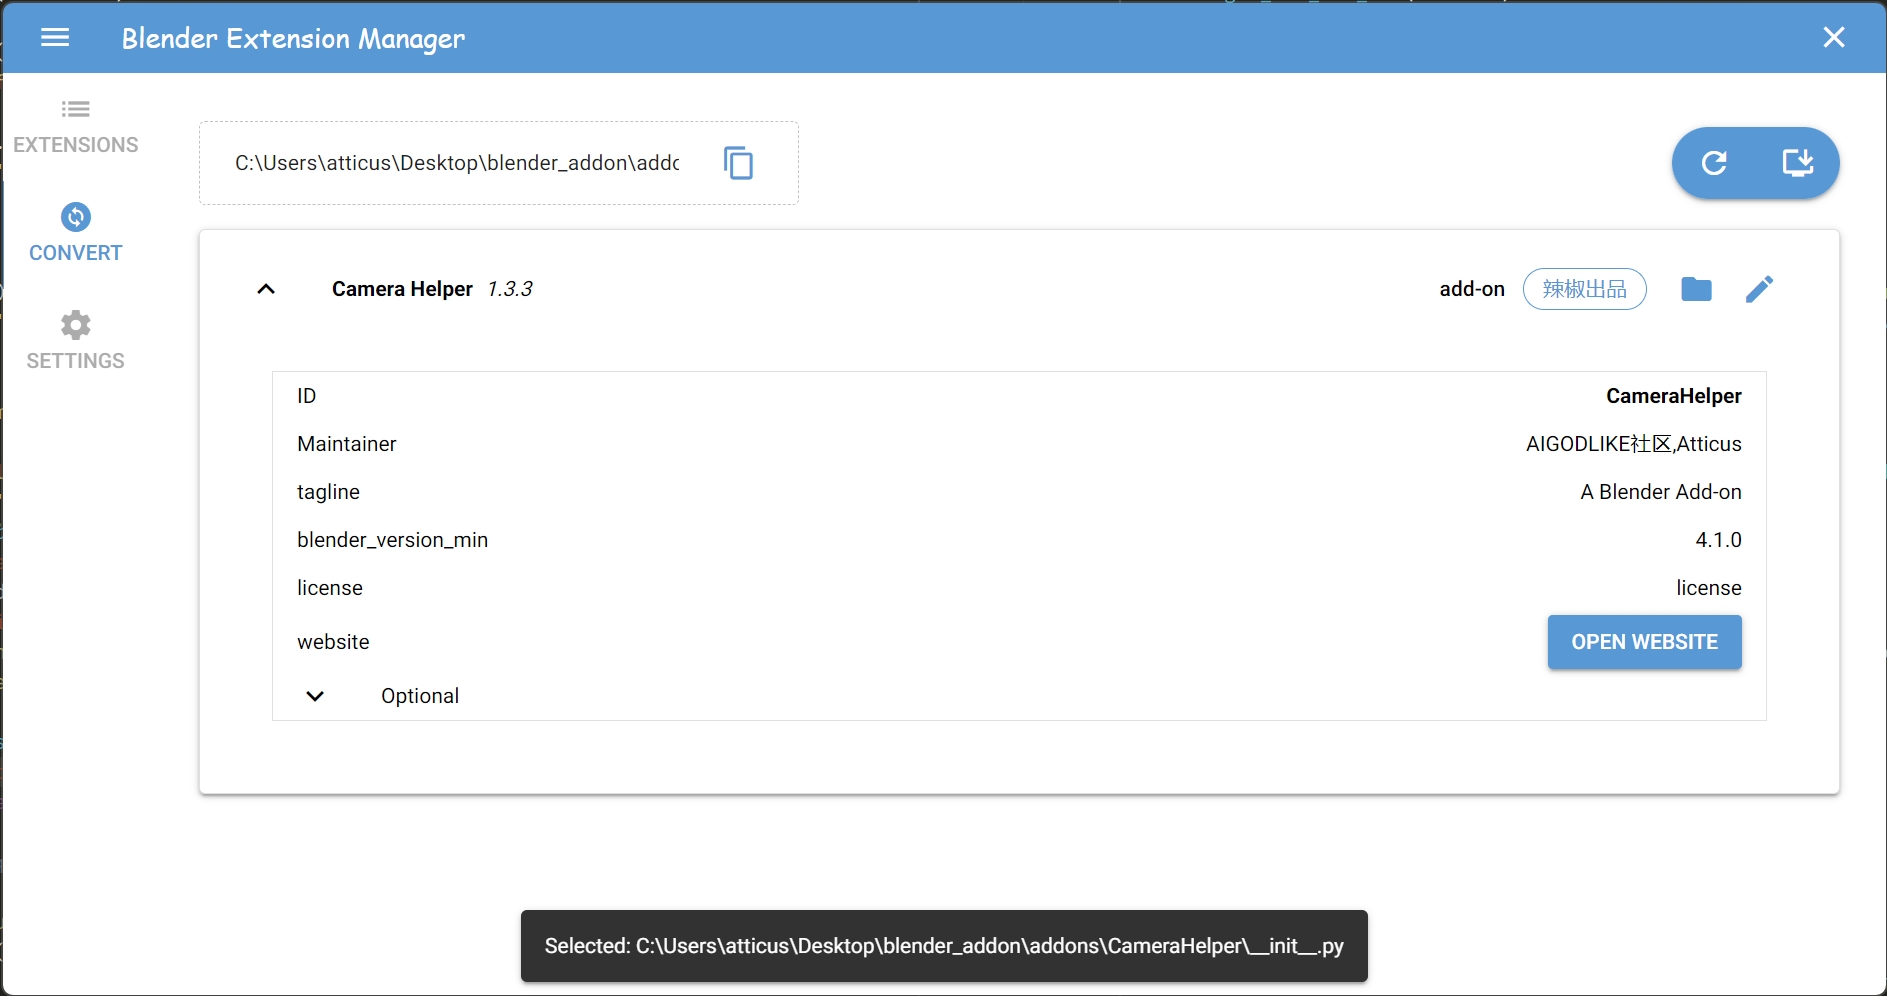 Blender Extension Manager
EXTENSIONS
CONVERT
SETTINGS
C:\Users\atticus\Desktop\blender_addon\addc
Camera Helper 1.3.3
add-on 辣椒出品
ID CameraHelper
Maintainer AIGODLIKE社区,Atticus
tagline A Blender Add-on
blender_version_min 4.1.0
license license
website OPEN WEBSITE
Optional
Selected: C:\Users\atticus\Desktop\blender_addon\addons\CameraHelper\__init__.py